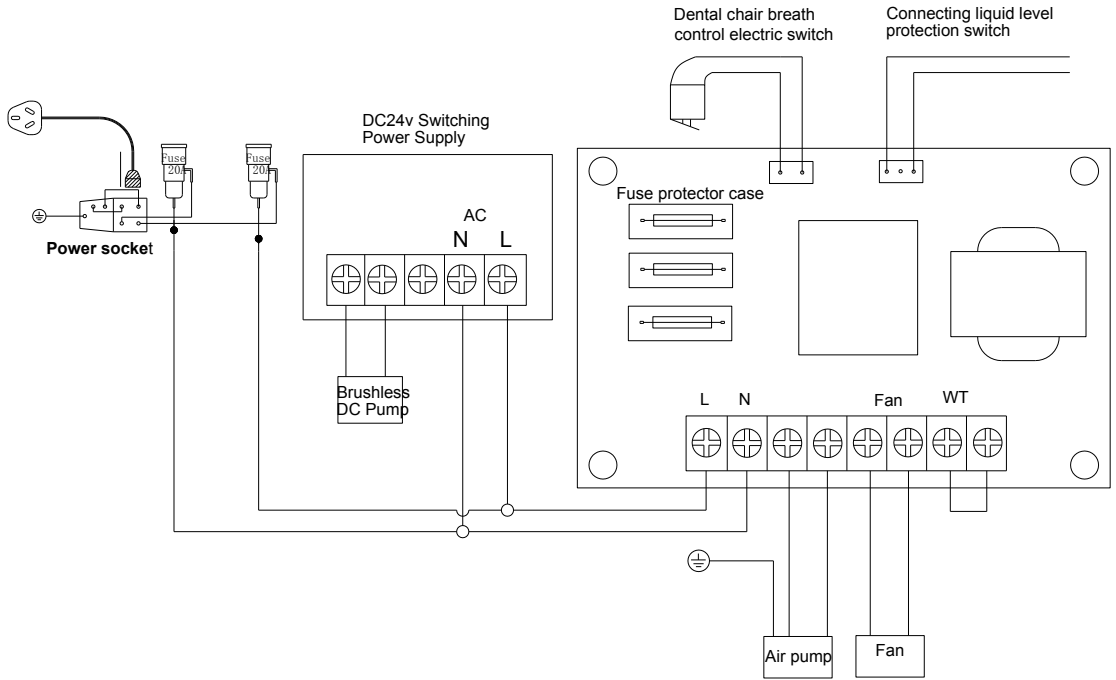 Dental chair breath
control electric switch
Connecting liquid level
protection switch
DC24v Switching
Power Supply
Fuse
20A
Fuse
20A
Fuse protector case
Power socket
AC
N L
Brushless
DC Pump
L N Fan WT
Air pump
Fan